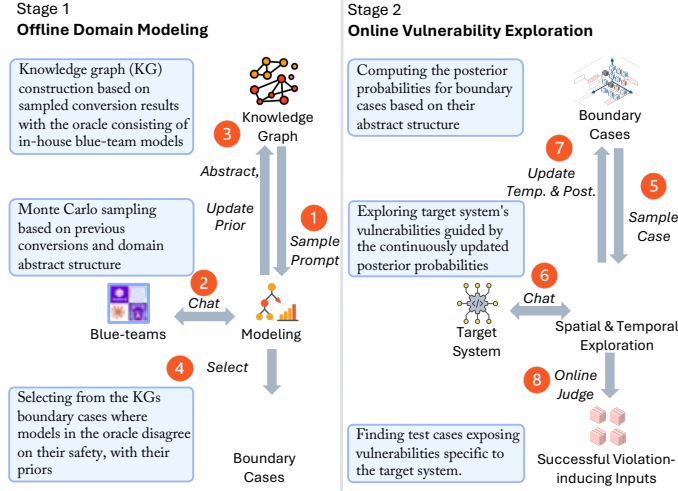 Stage 1
Offline Domain Modeling
Knowledge graph (KG)
construction based on
sampled conversion results
with the oracle consisting of
in-house blue-team models
Knowledge
Graph
3
Abstract,
Update
Prior
1
Sample
Prompt
Monte Carlo sampling
based on previous
conversions and domain
abstract structure
2
Chat
Blue-teams
Modeling
4
Select
Selecting from the KGs
boundary cases where
models in the oracle disagree
on their safety, with their
priors
Boundary
Cases
Stage 2
Online Vulnerability Exploration
Computing the posterior
probabilities for boundary
cases based on their
abstract structure
Boundary
Cases
7
Update
Temp. & Post.
5
Sample
Case
Exploring target system's
vulnerabilities guided by
the continuously updated
posterior probabilities
6
Chat
Target
System
Spatial & Temporal
Exploration
8
Online
Judge
Finding test cases exposing
vulnerabilities specific to
the target system.
Successful Violation-
inducing Inputs